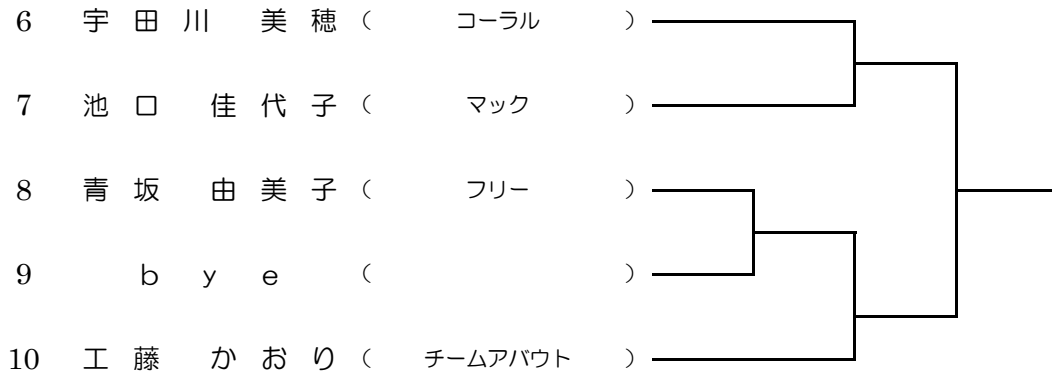 6 宇田川 美穂 ( コーラル )
7 池口 佳代子 ( マック )
8 青坂 由美子 ( フリー )
9 ｂｙｅ ( )
10 工藤 かおり ( チームアバウト )